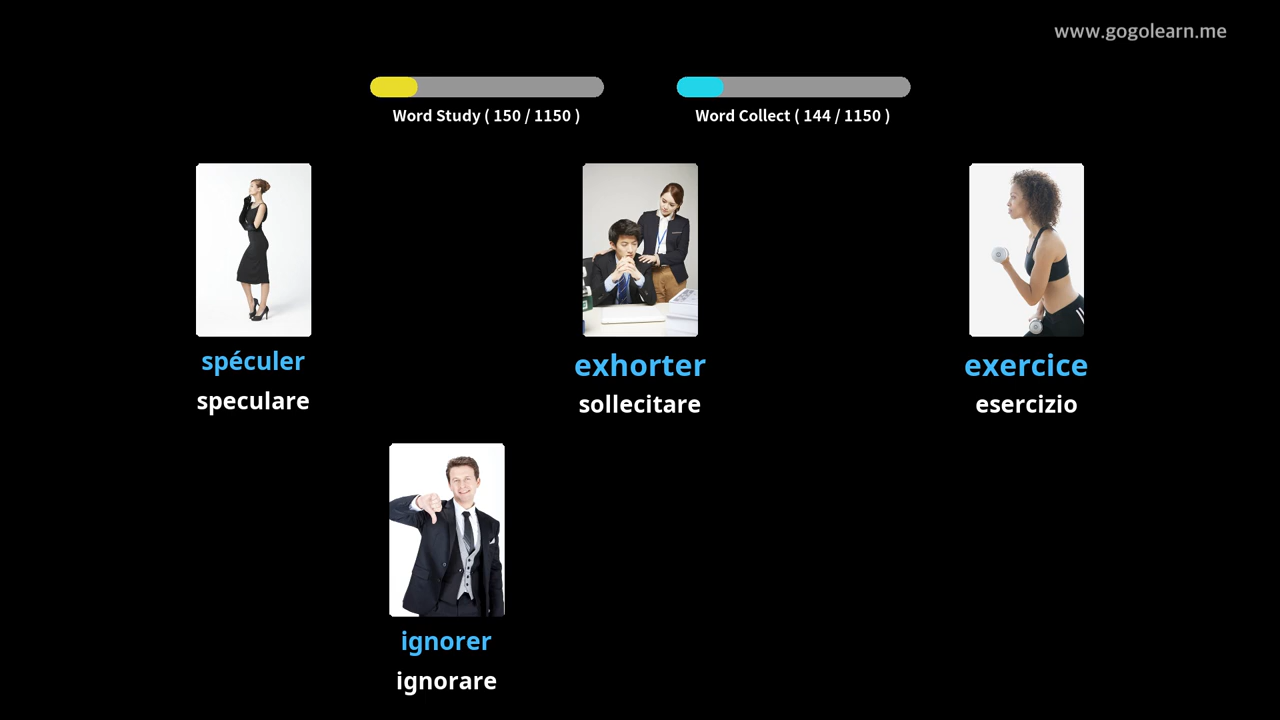 www.gogolearn.me
Word Study ( 150 / 1150 )
Word Collect ( 144 / 1150 )
spéculer
speculare
exhorter
sollecitare
exercice
esercizio
ignorer
ignorare